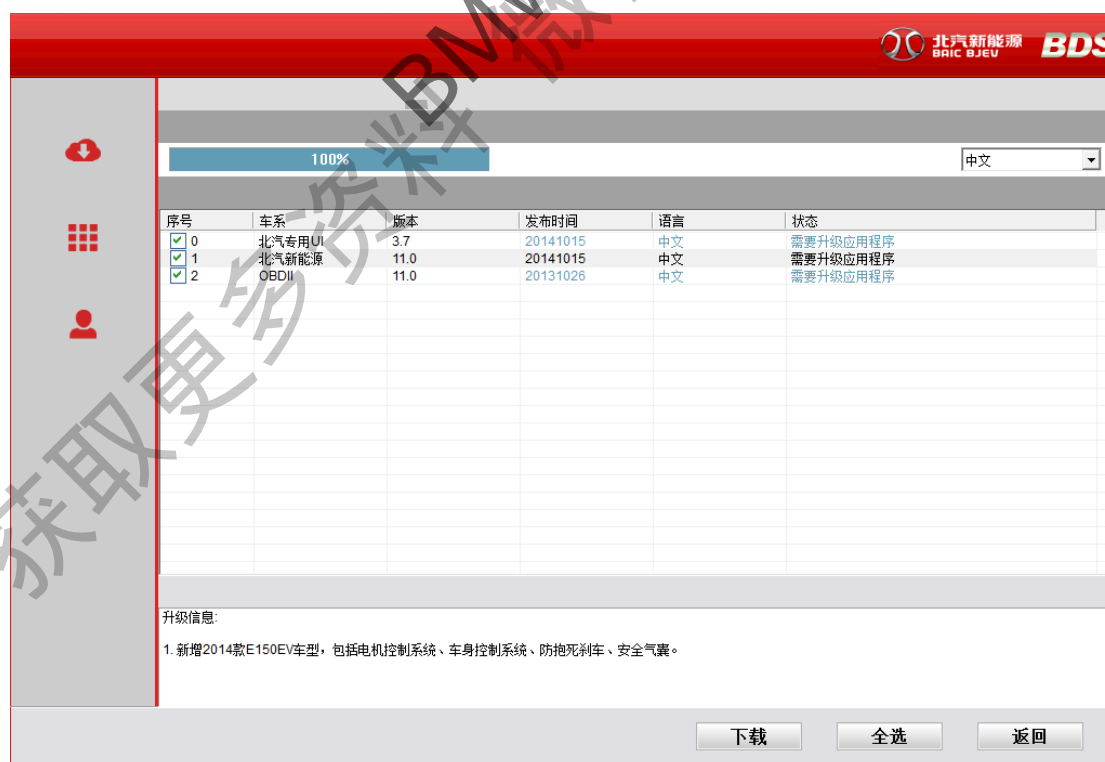 北汽新能源 BDS
BAIC BJEV
获取更多资料
100% 中文
序号 车系 版本 发布时间 语言 状态
0 北汽专用UI 3.7 20141015 中文 需要升级应用程序
1 北汽新能源 11.0 20141015 中文 需要升级应用程序
2 OBDII 11.0 20131026 中文 需要升级应用程序
升级信息:
1. 新增2014款E150EV车型，包括电机控制系统、车身控制系统、防抱死刹车、安全气囊。
下载 全选 返回